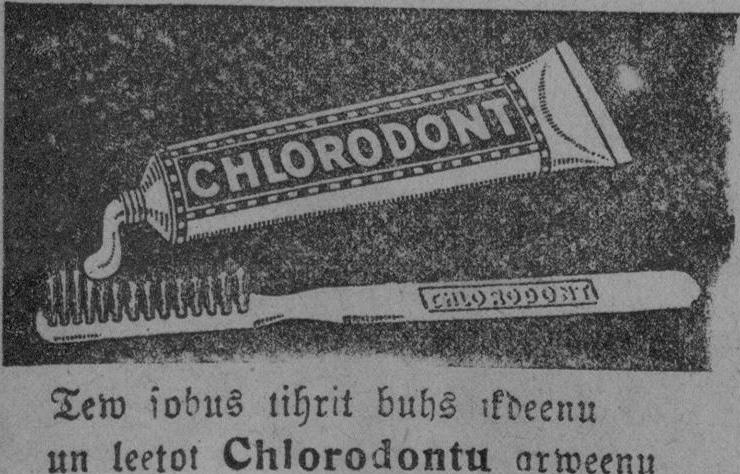 CHLORODONT
CHLORODONT
Tew ſobus tihrit buhs ikdeenu
un leetot Chlorodontu arweenu